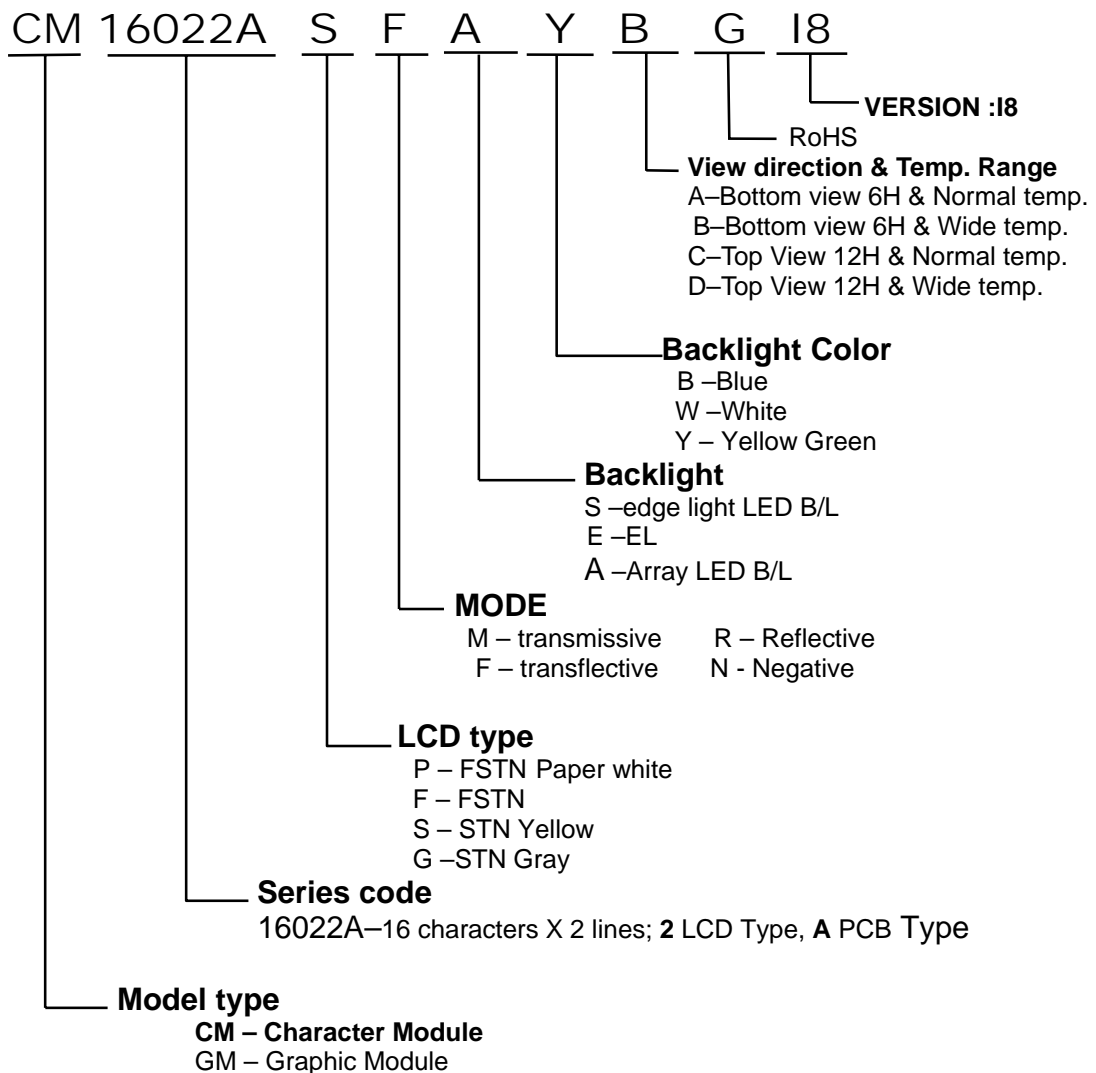 CM 16022A S F A Y B G I8
VERSION :I8
RoHS
View direction & Temp. Range
A–Bottom view 6H & Normal temp.
B–Bottom view 6H & Wide temp.
C–Top View 12H & Normal temp.
D–Top View 12H & Wide temp.
Backlight Color
B –Blue
W –White
Y – Yellow Green
Backlight
S –edge light LED B/L
E –EL
A –Array LED B/L
MODE
M – transmissive R – Reflective
F – transflective N - Negative
LCD type
P – FSTN Paper white
F – FSTN
S – STN Yellow
G –STN Gray
Series code
16022A–16 characters X 2 lines; 2 LCD Type, A PCB Type
Model type
CM – Character Module
GM – Graphic Module